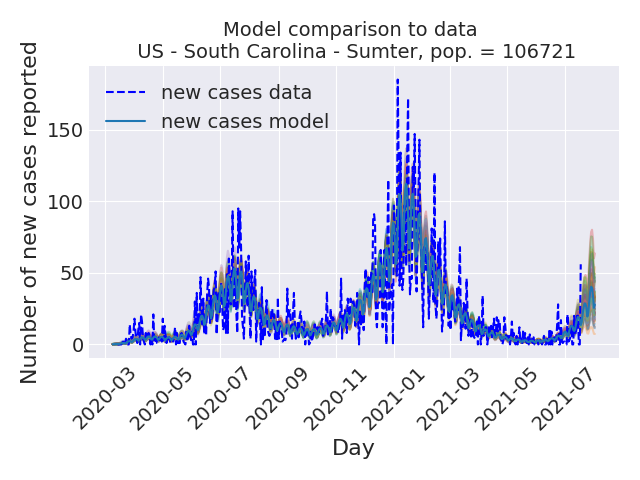 Model comparison to data
US - South Carolina - Sumter, pop. = 106721
Number of new cases reported
new cases data
new cases model
150
100
50
0
2020-03
2020-05
2020-07
2020-09
2020-11
2021-01
2021-03
2021-05
2021-07
Day